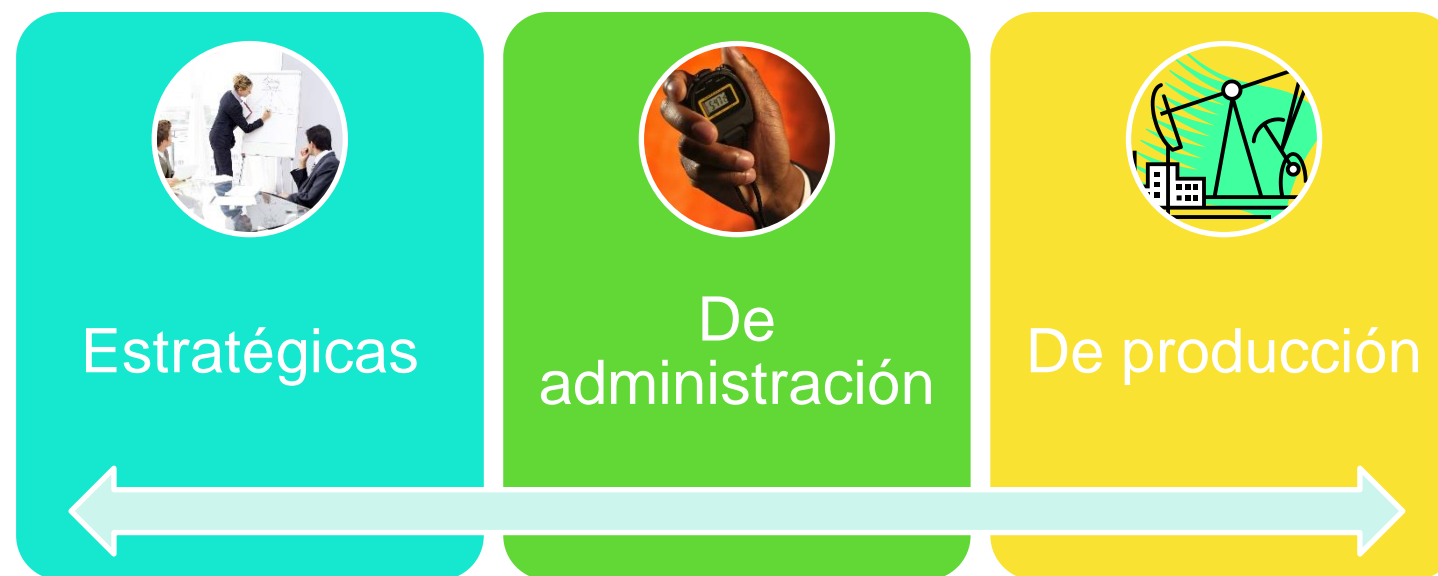 Estratégicas
De
administración
De producción